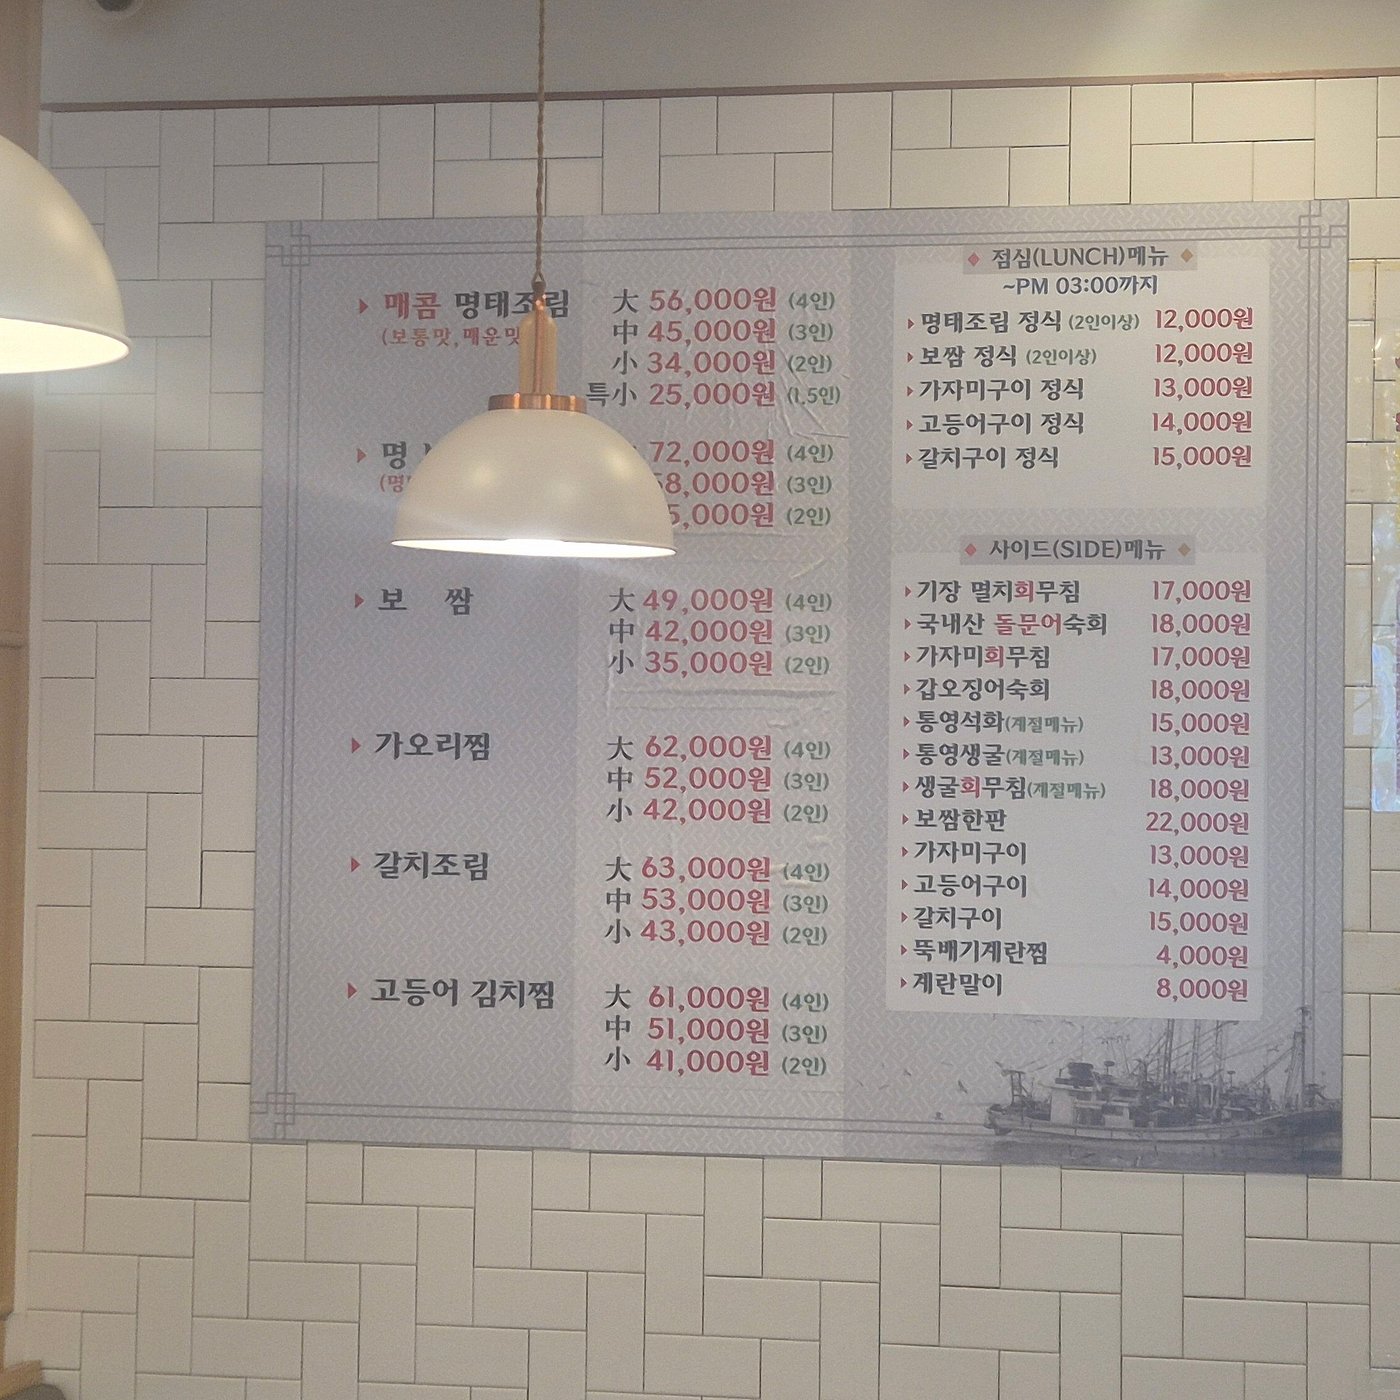 매콤 명태조림 大 56,000원 (4인)
(보통맛,매운맛 中 45,000원 (3인)
小 34,000원 (2인)
특小 25,000원 (1.5인)
명 72,000원 (4인)
8,000원 (3인)
5,000원 (2인)
보 쌈 大 49,000원 (4인)
中 42,000원 (3인)
小 35,000원 (2인)
가오리찜 大 62,000원 (4인)
中 52,000원 (3인)
小 42,000원 (2인)
갈치조림 大 63,000원 (4인)
中 53,000원 (3인)
小 43,000원 (2인)
고등어 김치찜 大 61,000원 (4인)
中 51,000원 (3인)
小 41,000원 (2인)
점심(LUNCH)메뉴
~PM 03:00까지
명태조림 정식 (2인이상) 12,000원
보쌈 정식 (2인이상) 12,000원
가자미구이 정식 13,000원
고등어구이 정식 14,000원
갈치구이 정식 15,000원
사이드(SIDE)메뉴
기장 멸치회무침 17,000원
국내산 돌문어숙회 18,000원
가자미회무침 17,000원
갑오징어숙회 18,000원
통영석화(계절메뉴) 15,000원
통영생굴(계절메뉴) 13,000원
생굴회무침(계절메뉴) 18,000원
보쌈한판 22,000원
가자미구이 13,000원
고등어구이 14,000원
갈치구이 15,000원
뚝배기계란찜 4,000원
계란말이 8,000원